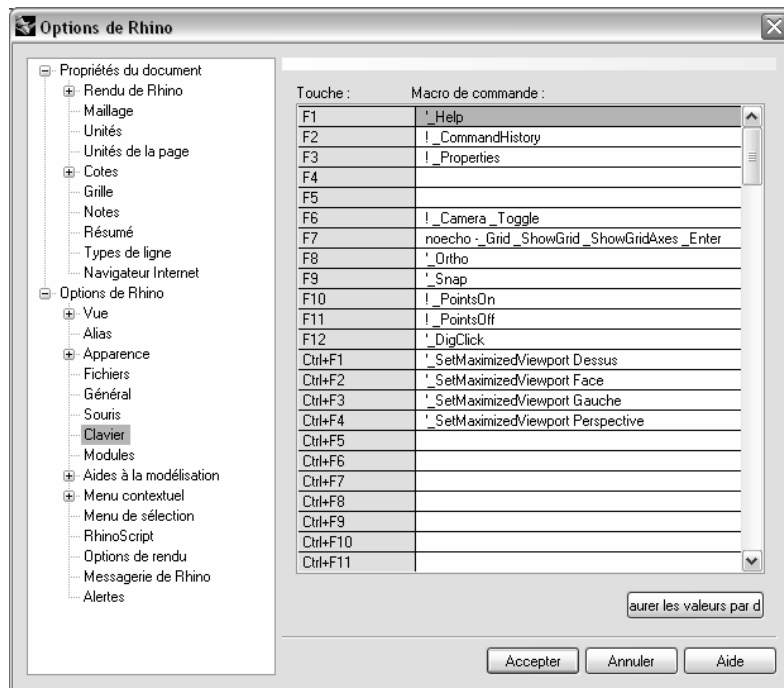 Options de Rhino
Propriétés du document
Rendu de Rhino
Maillage
Unités
Unités de la page
Cotes
Grille
Notes
Résumé
Types de ligne
Navigateur Internet
Options de Rhino
Vue
Alias
Apparence
Fichiers
Général
Souris
Clavier
Modules
Aides à la modélisation
Menu contextuel
Menu de sélection
RhinoScript
Options de rendu
Messagerie de Rhino
Alertes
Touche : Macro de commande :
F1 '_Help
F2 ! _CommandHistory
F3 ! _Properties
F4
F5
F6 ! _Camera _Toggle
F7 noecho -_Grid _ShowGrid _ShowGridAxes _Enter
F8 '_Ortho
F9 '_Snap
F10 ! _PointsOn
F11 ! _PointsOff
F12 '_DigClick
Ctrl+F1 '_SetMaximizedViewport Dessus
Ctrl+F2 '_SetMaximizedViewport Face
Ctrl+F3 '_SetMaximizedViewport Gauche
Ctrl+F4 '_SetMaximizedViewport Perspective
Ctrl+F5
Ctrl+F6
Ctrl+F7
Ctrl+F8
Ctrl+F9
Ctrl+F10
Ctrl+F11
aurer les valeurs par d
Accepter Annuler Aide